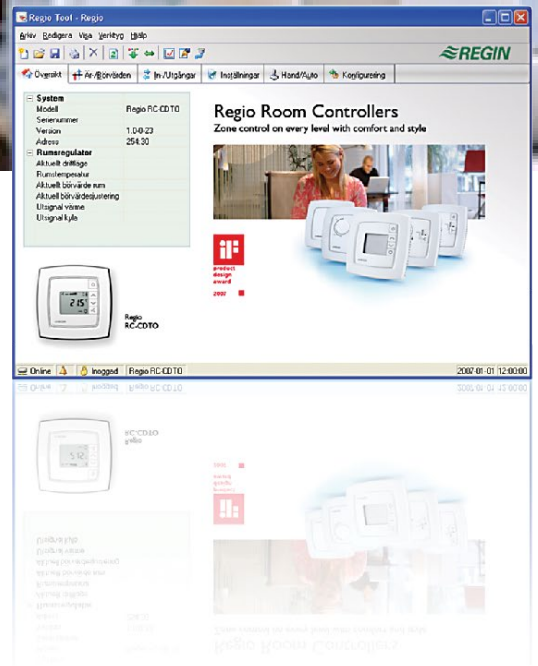 Regio Tool - Regio
Arkiv Redigera Visa Verktyg Hjälp
REGIN
Översikt
Är-/Börvärden
In-/Utgångar
Inställningar
Hand/Auto
Konfigurering
System
Modell Regio RC-CDTO
Serienummer
Version 1.0-0-23
Adress 254:30
Rumsregulator
Aktuellt driftläge
Rumstemperatur
Aktuellt börvärde rum
Aktuell börvärdesjustering
Utsignal värme
Utsignal kyla
Regio Room Controllers
Zone control on every level with comfort and style
iF
product
design
award
2007
21.5°
Regio
RC-CDTO
Online
Inloggad
Regio RC-CDTO
2007-01-01 12:00:00